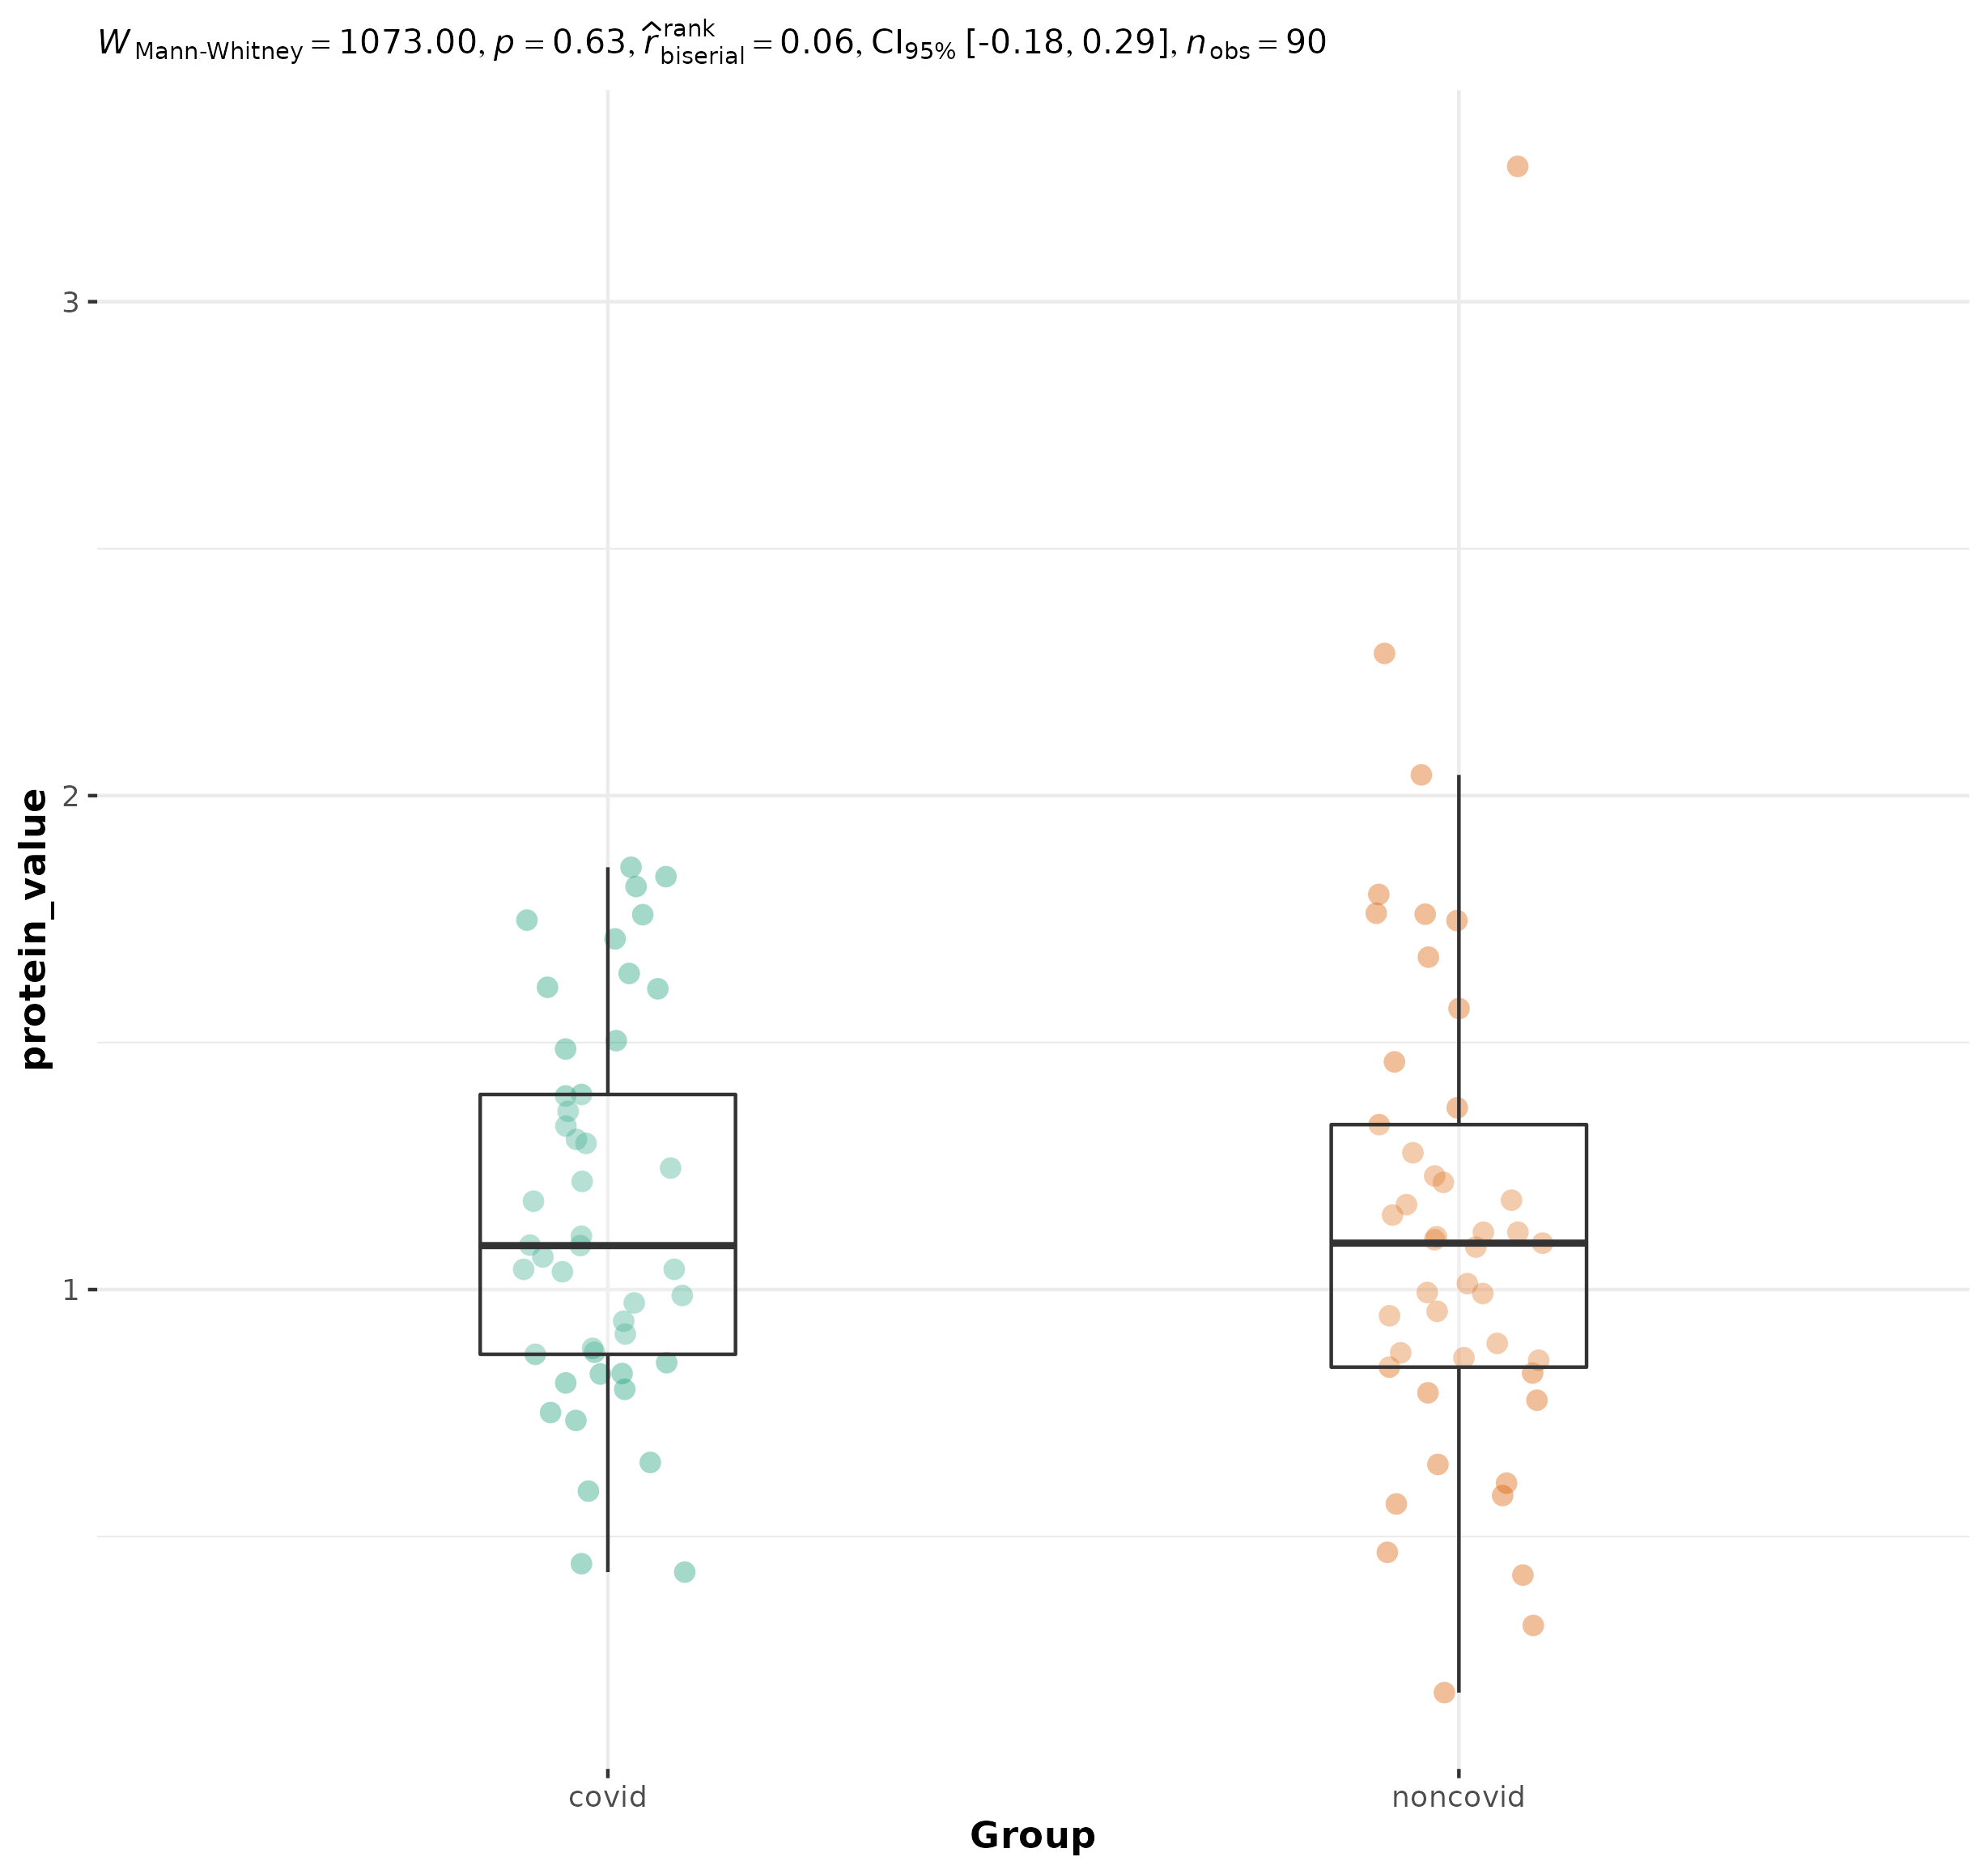 W Mann-Whitney = 1073.00, p = 0.63, r̂ rank biserial = 0.06, CI95% [-0.18, 0.29], nobs = 90
3
2
1
protein_value
covid noncovid
Group